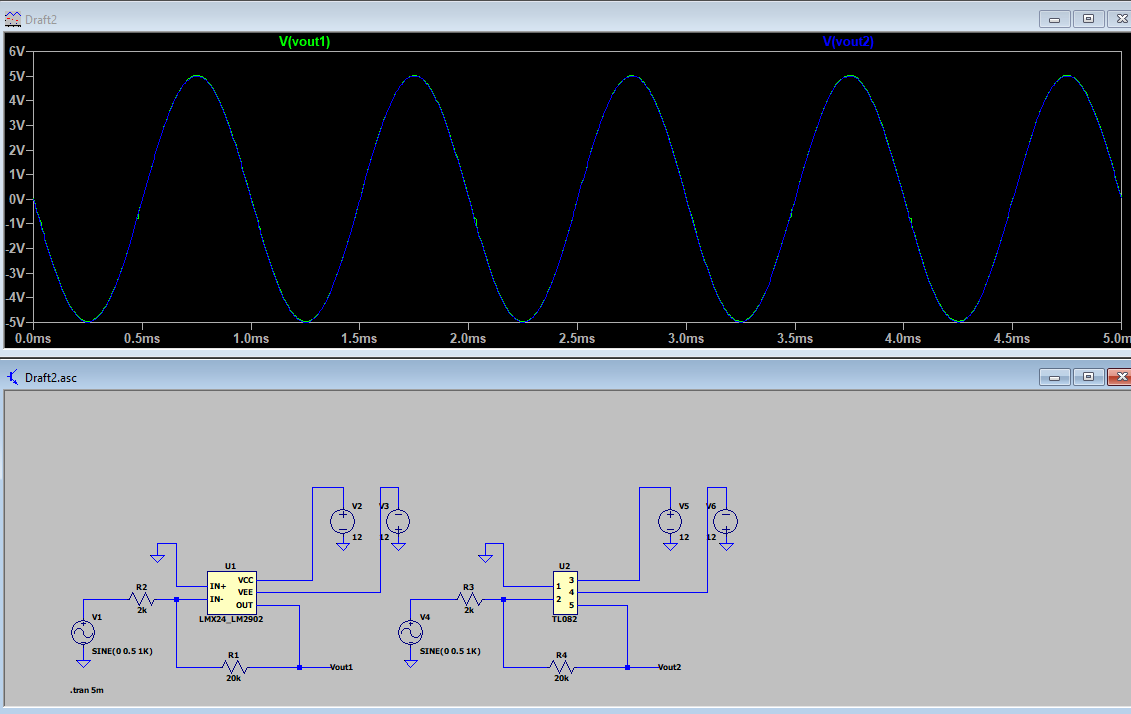 Draft2
V(vout1) V(vout2)
6V
5V
4V
3V
2V
1V
0V
-1V
-2V
-3V
-4V
-5V
0.0ms 0.5ms 1.0ms 1.5ms 2.0ms 2.5ms 3.0ms 3.5ms 4.0ms 4.5ms 5.0m
Draft2.asc
V2 V3 V5 V6
12 12 12 12
U1 U2
VCC 3
IN+ VEE 1 4
IN- OUT 2 5
R2 R3
2k 2k
LMX24_LM2902 TL082
V1 V4
SINE(0 0.5 1K) SINE(0 0.5 1K)
R1 Vout1 R4 Vout2
20k 20k
.tran 5m